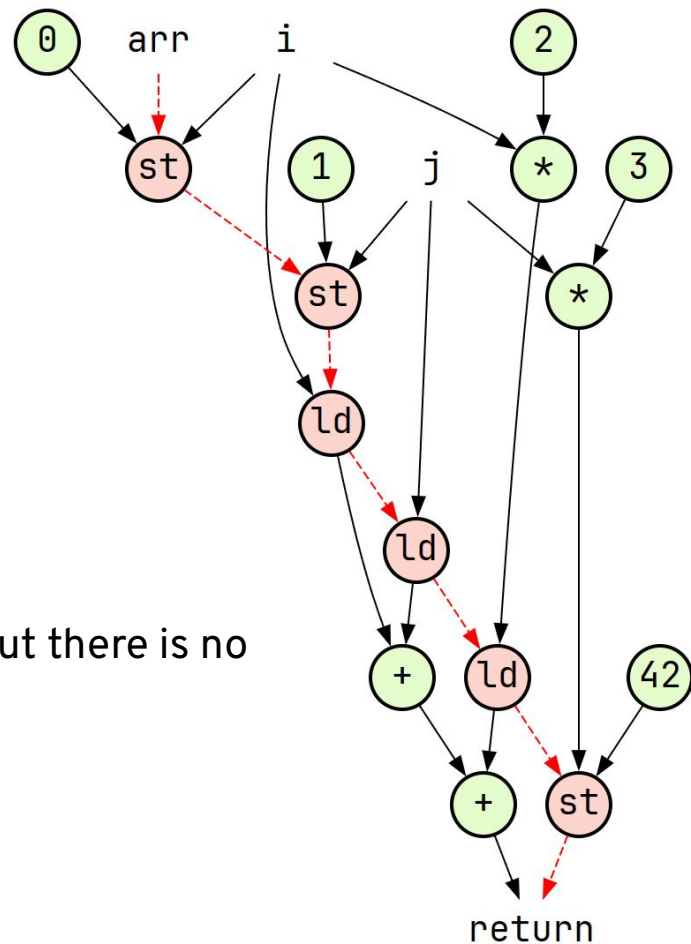 0 arr i 2
st 1 j * 3
st *
ld
ld
ut there is no
+ ld 42
+ st
return